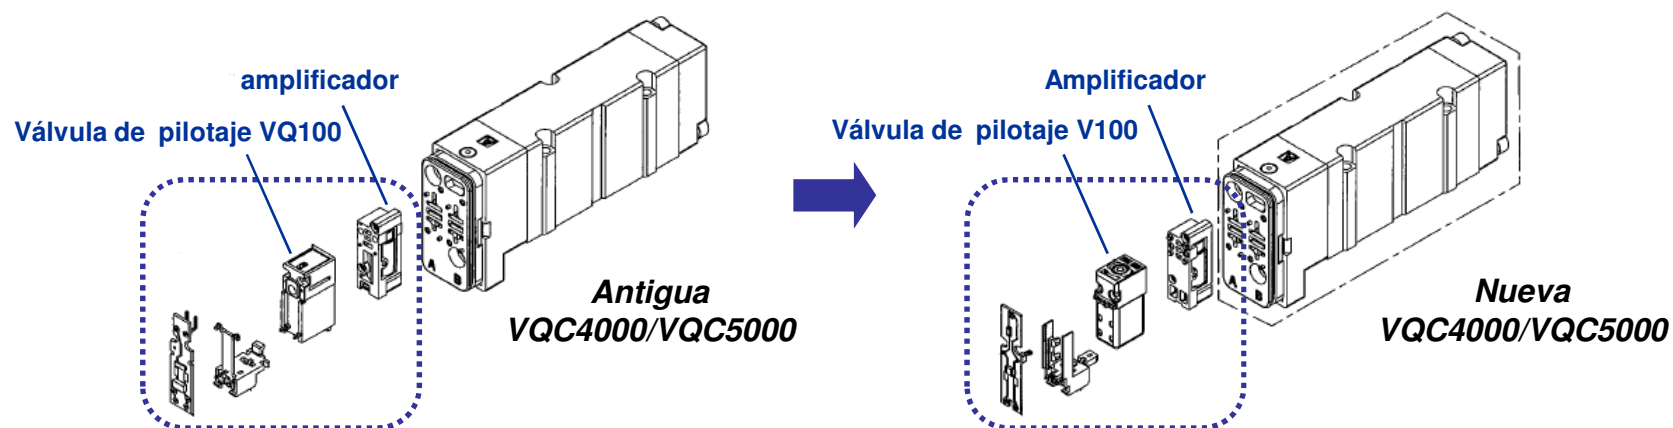 amplificador
Válvula de pilotaje VQ100
A
B
Antigua
VQC4000/VQC5000
Amplificador
Válvula de pilotaje V100
A
B
Nueva
VQC4000/VQC5000